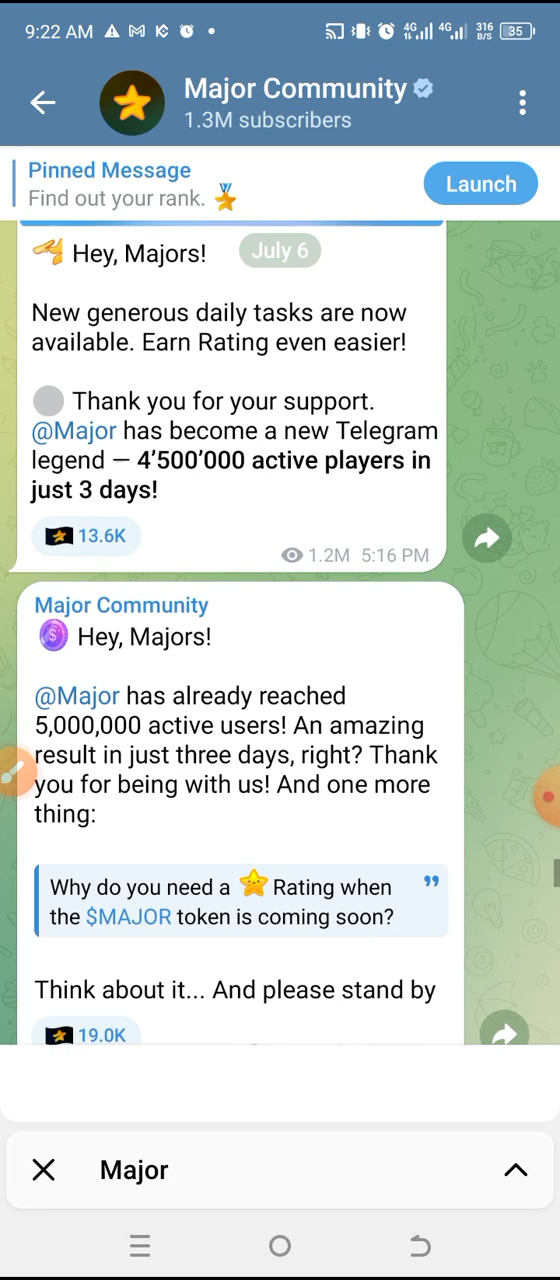 9:22 AM
4G 4G 316 B/S 35
Major Community
1.3M subscribers
Pinned Message
Find out your rank.
Launch
July 6
Hey, Majors!
New generous daily tasks are now
available. Earn Rating even easier!
Thank you for your support.
@Major has become a new Telegram
legend — 4’500’000 active players in
just 3 days!
13.6K
1.2M 5:16 PM
Major Community
Hey, Majors!
@Major has already reached
5,000,000 active users! An amazing
result in just three days, right? Thank
you for being with us! And one more
thing:
Why do you need a Rating when
the $MAJOR token is coming soon?
Think about it... And please stand by
19.0K
Major